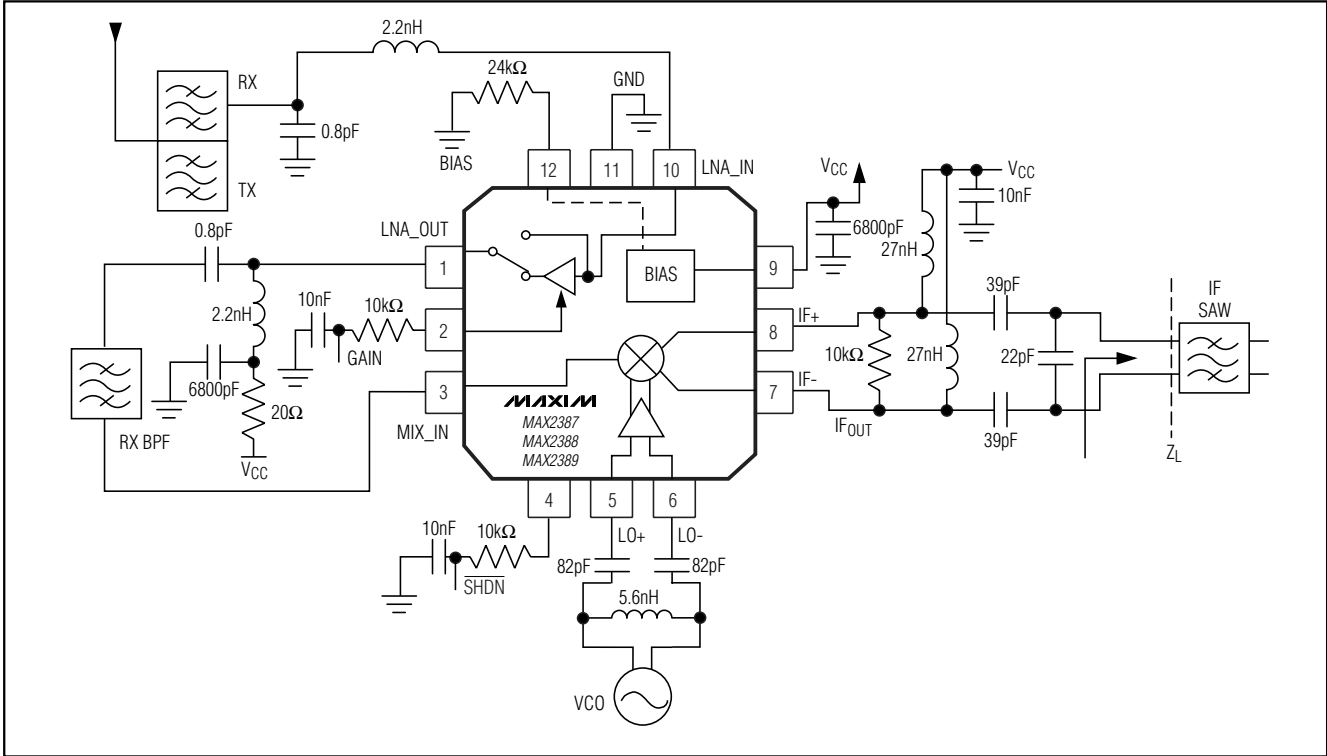 2.2nH
24kΩ
GND
RX
0.8pF
BIAS
TX
12
11
10
LNA_IN
VCC
VCC
10nF
6800pF
27nH
LNA_OUT
0.8pF
1
BIAS
9
39pF
IF
SAW
2.2nH
10nF
10kΩ
2
GAIN
IF+
8
10kΩ
27nH
22pF
6800pF
3
IF-
7
20Ω
MIX_IN
MAXIM
MAX2387
MAX2388
MAX2389
IFOUT
39pF
RX BPF
VCC
ZL
4
5
6
10nF
10kΩ
LO+
LO-
SHDN
82pF
82pF
5.6nH
VCO